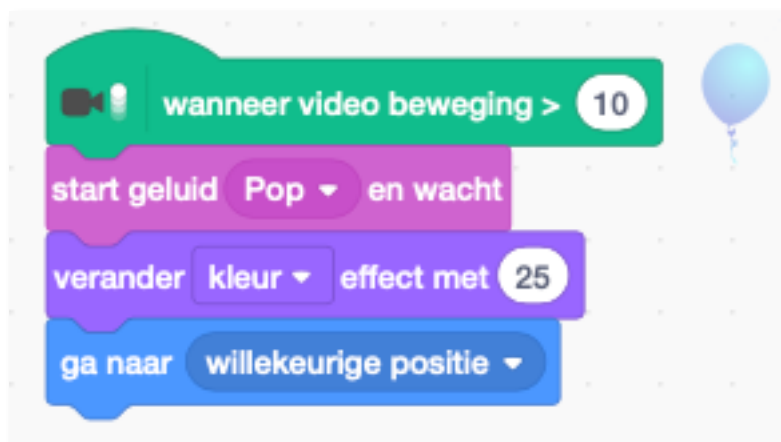 wanneer video beweging > 10
start geluid Pop en wacht
verander kleur effect met 25
ga naar willekeurige positie